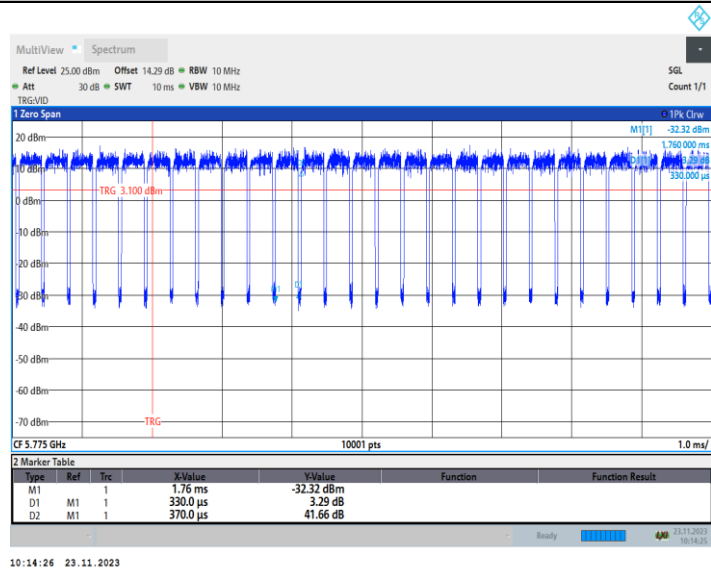 MultiView Spectrum
Ref Level 25.00 dBm Offset 14.29 dB RBW 10 MHz SGL
Att 30 dB SWT 10 ms VBW 10 MHz Count 1/1
TRG:VID
1 Zero Span 1Pk Clrw
M1[1] -32.32 dBm
20 dBm
1.760 000 ms
3.29 dB
10 dBm
330.000 µs
TRG 3.100 dBm
0 dBm
-10 dBm
-20 dBm
-30 dBm
-40 dBm
-50 dBm
-60 dBm
-70 dBm TRG
CF 5.775 GHz 10001 pts 1.0 ms/
2 Marker Table
Type Ref Trc X-Value Y-Value Function Function Result
M1 1 1.76 ms -32.32 dBm
D1 M1 1 330.0 µs 3.29 dB
D2 M1 1 370.0 µs 41.66 dB
Ready 23.11.2023
10:14:25
10:14:26 23.11.2023